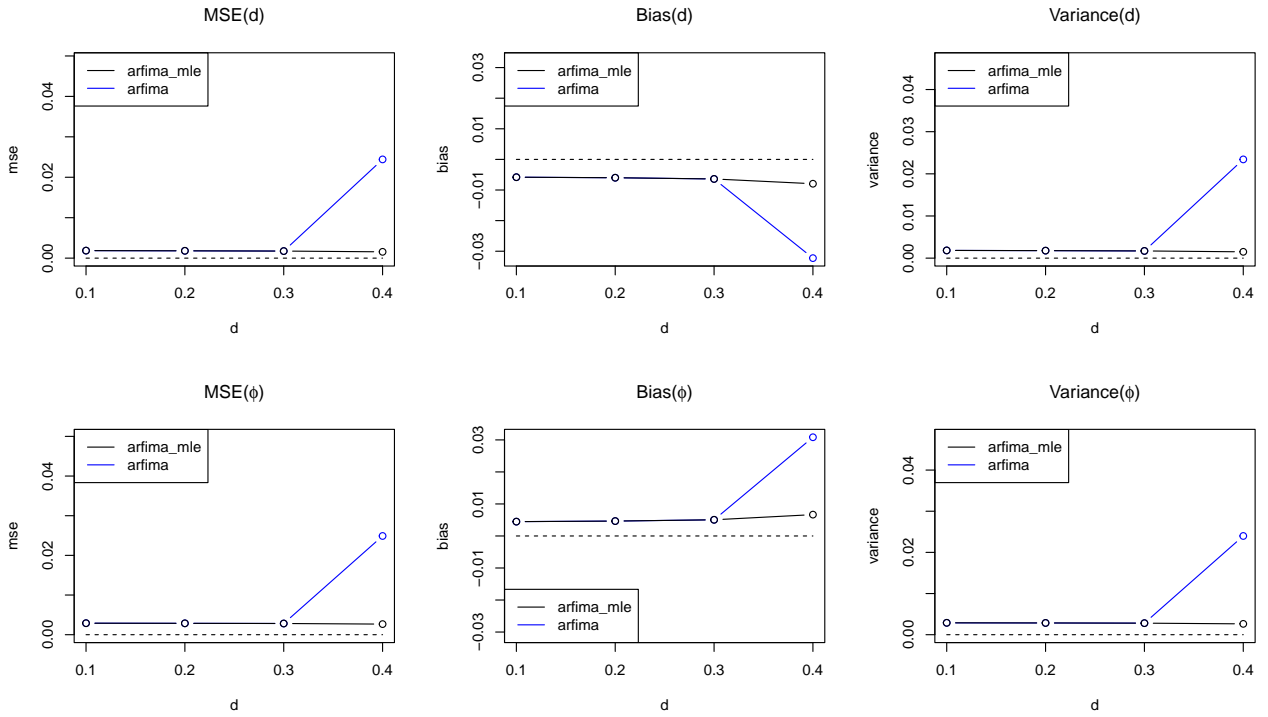 MSE(d)
mse
0.00
0.02
0.04
arfima_mle
arfima
0.1 0.2 0.3 0.4
d
Bias(d)
bias
−0.03
−0.01
0.01
0.03
arfima_mle
arfima
0.1 0.2 0.3 0.4
d
Variance(d)
variance
0.00
0.01
0.02
0.03
0.04
arfima_mle
arfima
0.1 0.2 0.3 0.4
d
MSE(ϕ)
mse
0.00
0.02
0.04
arfima_mle
arfima
0.1 0.2 0.3 0.4
d
Bias(ϕ)
bias
−0.03
−0.01
0.01
0.03
arfima_mle
arfima
0.1 0.2 0.3 0.4
d
Variance(ϕ)
variance
0.00
0.02
0.04
arfima_mle
arfima
0.1 0.2 0.3 0.4
d